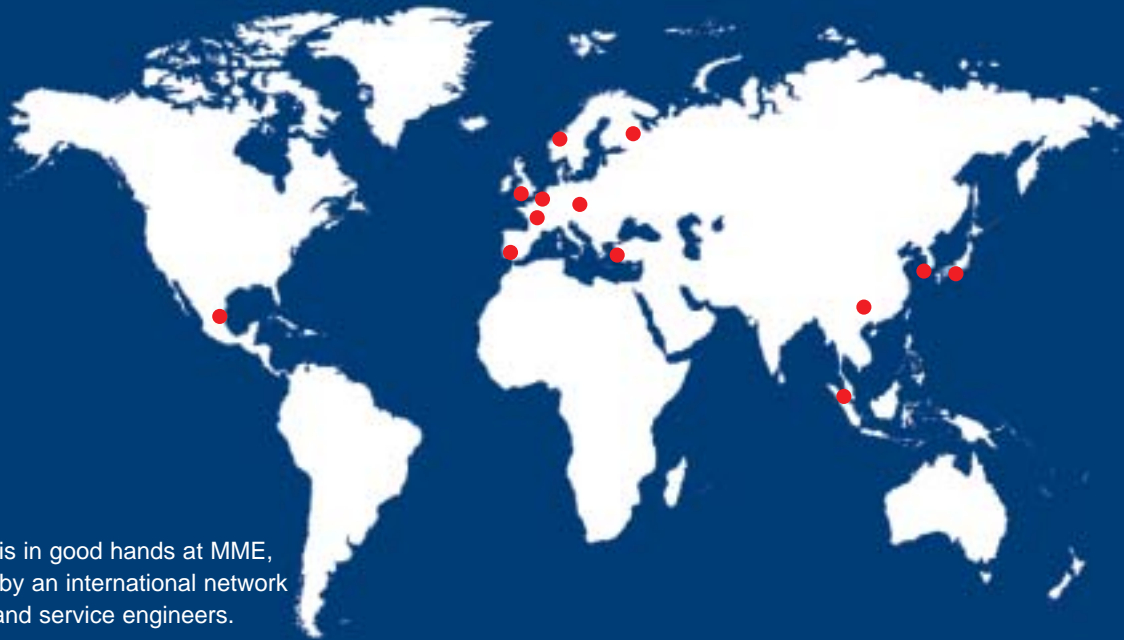 is in good hands at MME,
by an international network
and service engineers.